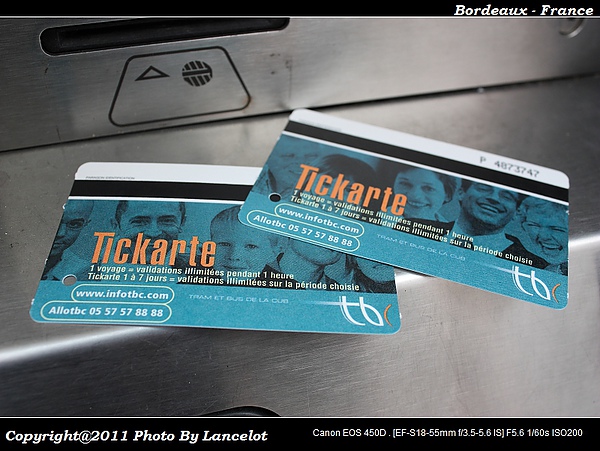 Bordeaux - France
P 4873747
Tickarte
1 voyage = validations illimitées pendant 1 heure
Tickarte 1 à 7 jours = validations illimitées sur la période choisie
www.infotbc.com
Allotbc 05 57 57 88 88
TRAM ET BUS DE LA CUB
tbc
Tickarte
1 voyage = validations illimitées pendant 1 heure
Tickarte 1 à 7 jours = validations illimitées sur la période choisie
www.infotbc.com
Allotbc 05 57 57 88 88
TRAM ET BUS DE LA CUB
tbc
Copyright@2011 Photo By Lancelot
Canon EOS 450D . [EF-S18-55mm f/3.5-5.6 IS] F5.6 1/60s ISO200